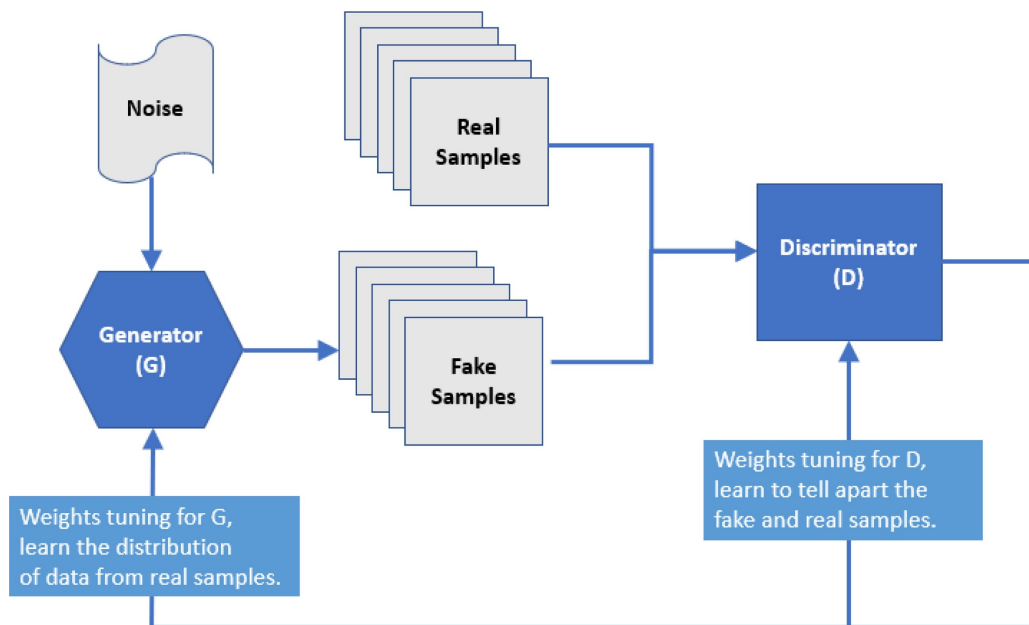 Noise
Real
Samples
Discriminator
(D)
Generator
(G)
Fake
Samples
Weights tuning for G,
learn the distribution
of data from real samples.
Weights tuning for D,
learn to tell apart the
fake and real samples.